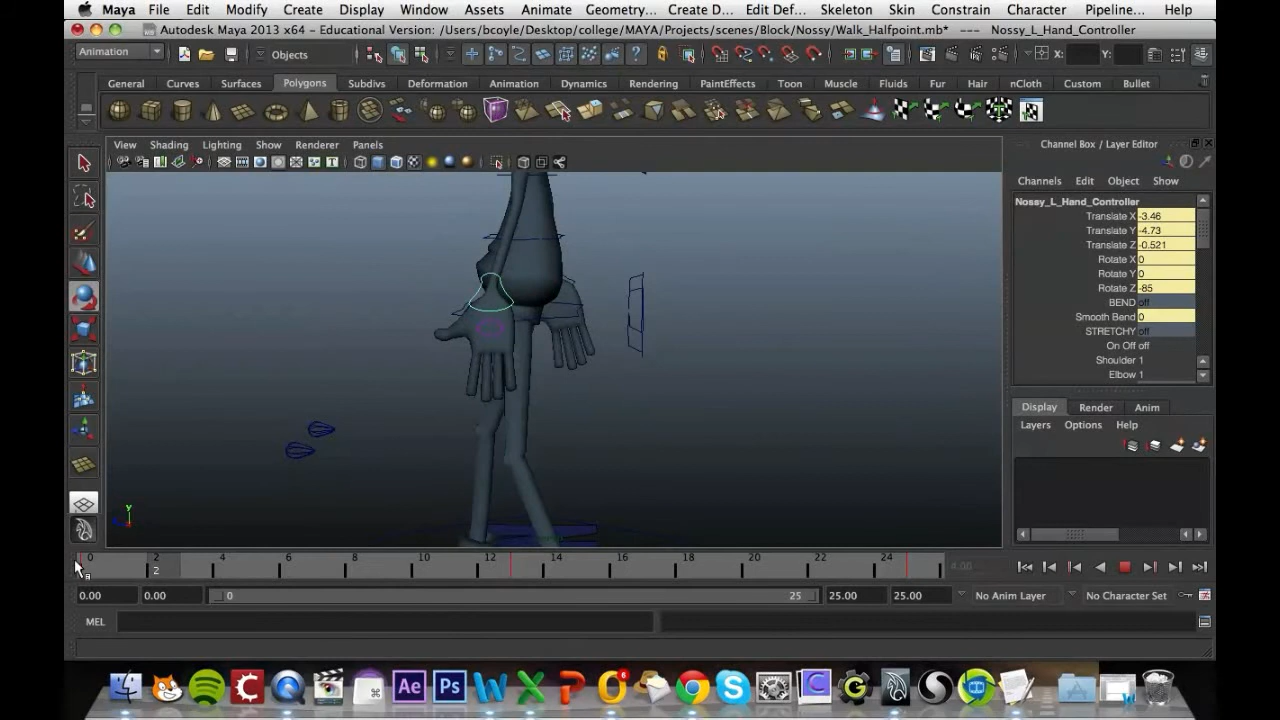 Maya File Edit Modify Create Display Window Assets Animate Geometry... Create D... Edit Def... Skeleton Skin Constrain Character Pipeline... Help
Autodesk Maya 2013 x64 - Educational Version: /Users/bcoyle/Desktop/college/MAYA/Projects/scenes/Block/Nossy/Walk_Halfpoint.mb* --- Nossy_L_Hand_Controller
Animation Objects X: Y:
General Curves Surfaces Polygons Subdivs Deformation Animation Dynamics Rendering PaintEffects Toon Muscle Fluids Fur Hair nCloth Custom Bullet
View Shading Lighting Show Renderer Panels
Channel Box / Layer Editor
Channels Edit Object Show
Nossy_L_Hand_Controller
Translate X -3.46
Translate Y -4.73
Translate Z -0.521
Rotate X 0
Rotate Y 0
Rotate Z -85
BEND off
Smooth Bend 0
STRETCHY off
On Off off
Shoulder 1
Elbow 1
Display Render Anim
Layers Options Help
y
0 2 4 6 8 10 12 14 16 18 20 22 24
2
4.00
0.00 0.00 0 25 25.00 25.00 No Anim Layer No Character Set
MEL
Ae Ps W X P 6 S C G